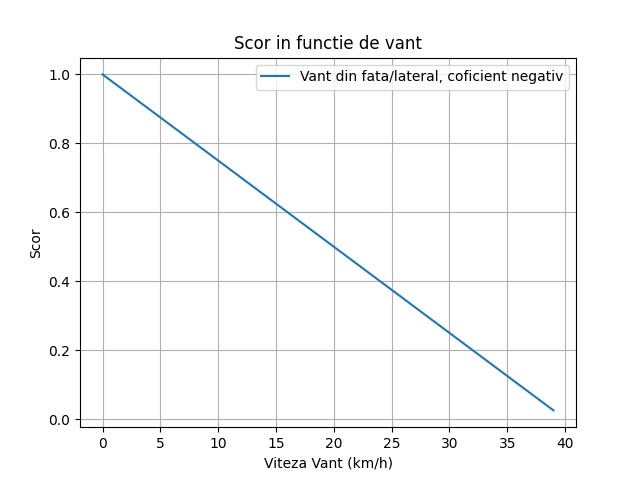 Scor in functie de vant
Vant din fata/lateral, coficient negativ
1.0
0.8
0.6
0.4
0.2
0.0
Scor
0 5 10 15 20 25 30 35 40
Viteza Vant (km/h)